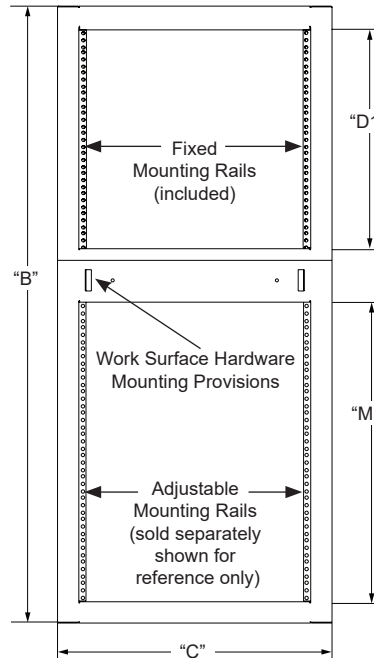 "D1
Fixed
Mounting Rails
(included)
"B"
Work Surface Hardware
Mounting Provisions
"M
Adjustable
Mounting Rails
(sold separately
shown for
reference only)
"C"